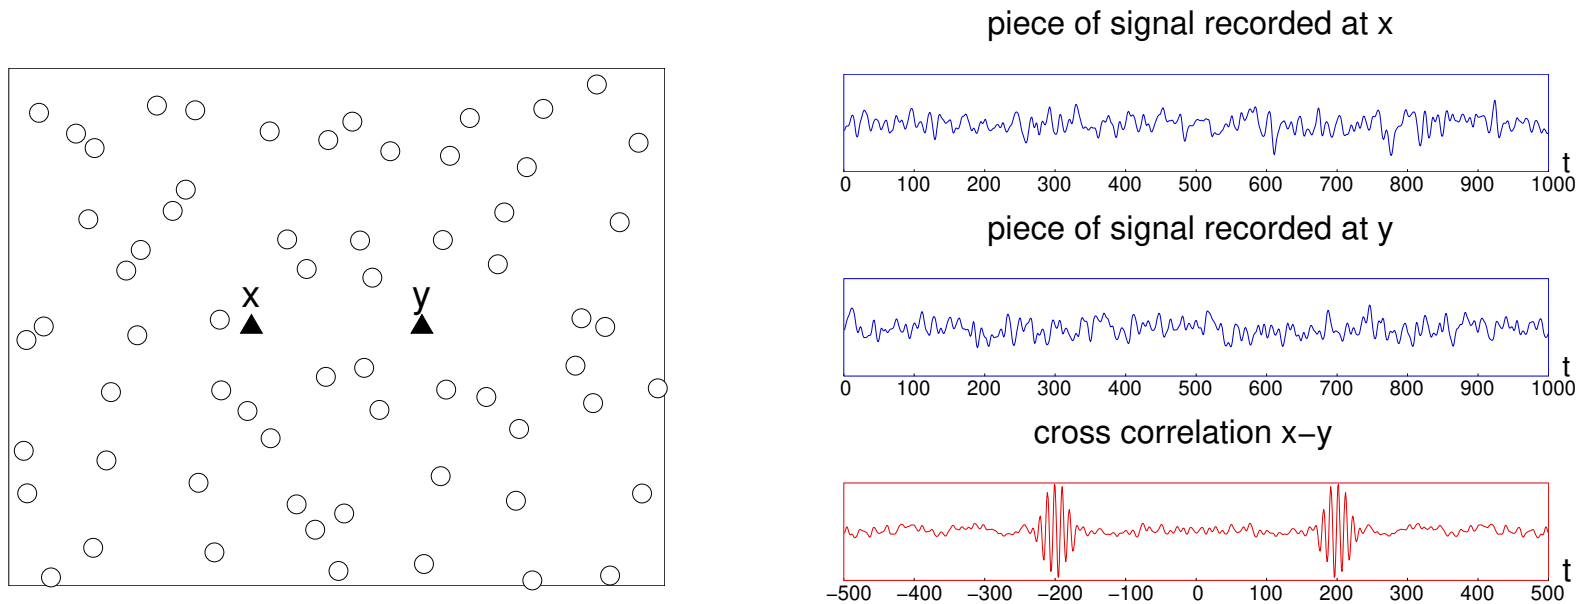 x
y
piece of signal recorded at x
t
0 100 200 300 400 500 600 700 800 900 1000
piece of signal recorded at y
t
0 100 200 300 400 500 600 700 800 900 1000
cross correlation x−y
t
−500 −400 −300 −200 −100 0 100 200 300 400 500